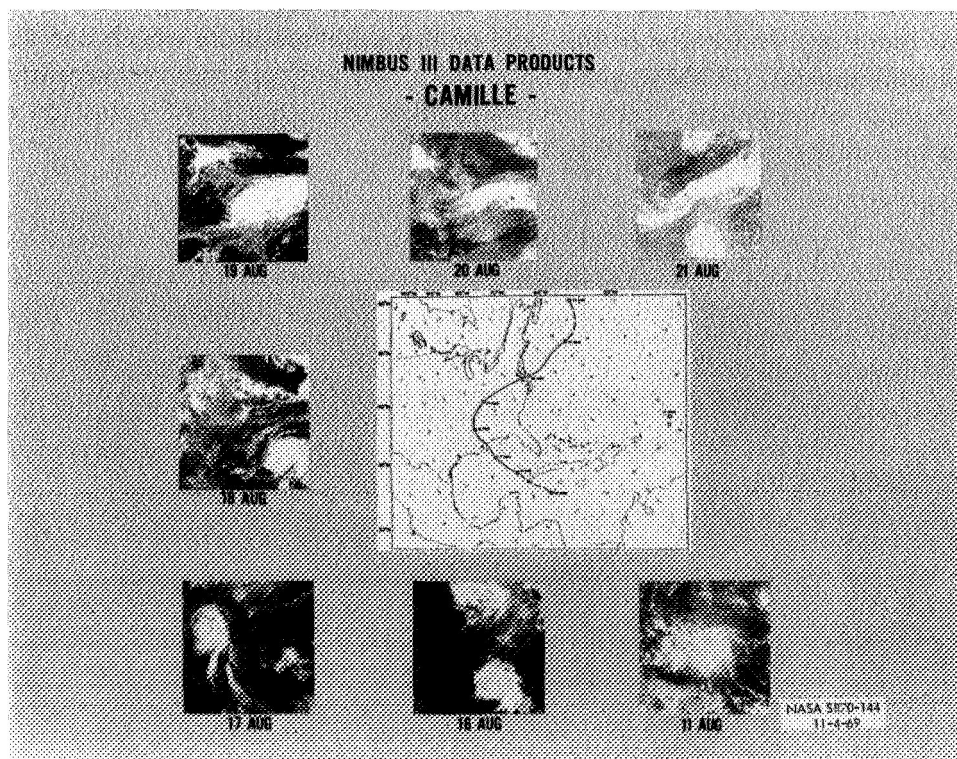 NIMBUS III DATA PRODUCTS
- CAMILLE -
19 AUG
20 AUG
21 AUG
18 AUG
17 AUG
16 AUG
11 AUG
NASA
11-4-69